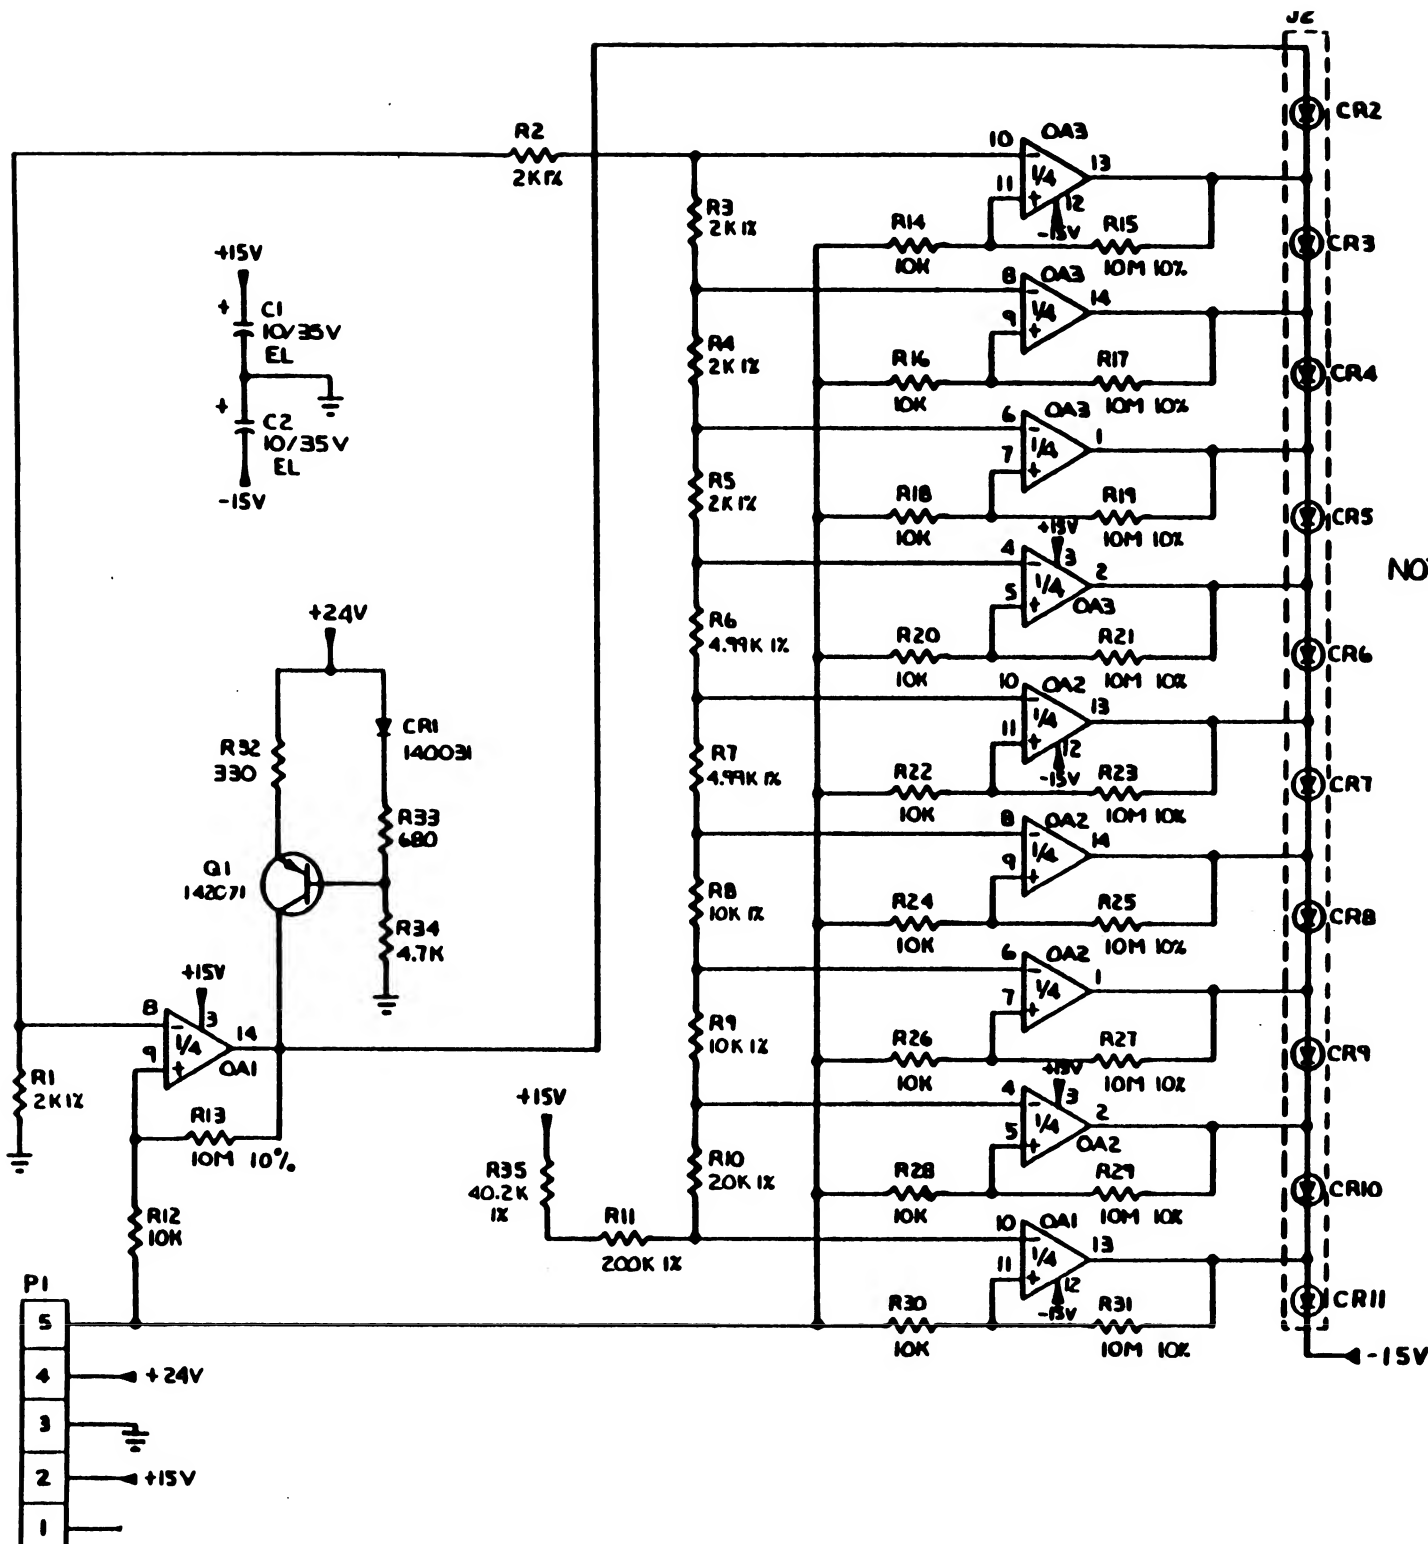 J2
CR2
R2
2K 1%
10
OA3
1/4
13
11
12
-15V
R3
2K 1%
R14
10K
R15
10M 10%
CR3
+15V
+
C1
10/35V
EL
+
C2
10/35V
EL
-15V
8
OA3
1/4
14
9
R4
2K 1%
R16
10K
R17
10M 10%
CR4
6
OA3
1/4
1
7
R5
2K 1%
R18
10K
R19
10M 10%
CR5
+15V
4
3
1/4
2
5
OA3
NO
+24V
R6
4.99K 1%
R20
10K
R21
10M 10%
CR6
10
OA2
1/4
13
11
12
-15V
R32
330
CR1
140031
R7
4.99K 1%
R22
10K
R23
10M 10%
CR7
R33
680
8
OA2
1/4
14
9
Q1
142071
R8
10K 1%
R24
10K
R25
10M 10%
CR8
R34
4.7K
+15V
6
OA2
1/4
1
7
8
3
14
1/4
9
OA1
R9
10K 1%
R26
10K
R27
10M 10%
CR9
R1
2K 1%
R13
10M 10%
+15V
+15V
4
3
1/4
2
5
OA2
R35
40.2K
1%
R10
20K 1%
R28
10K
R29
10M 10%
CR10
R12
10K
R11
200K 1%
10
OA1
1/4
13
11
12
-15V
R30
10K
R31
10M 10%
CR11
-15V
P1
5
4 +24V
3
2 +15V
1